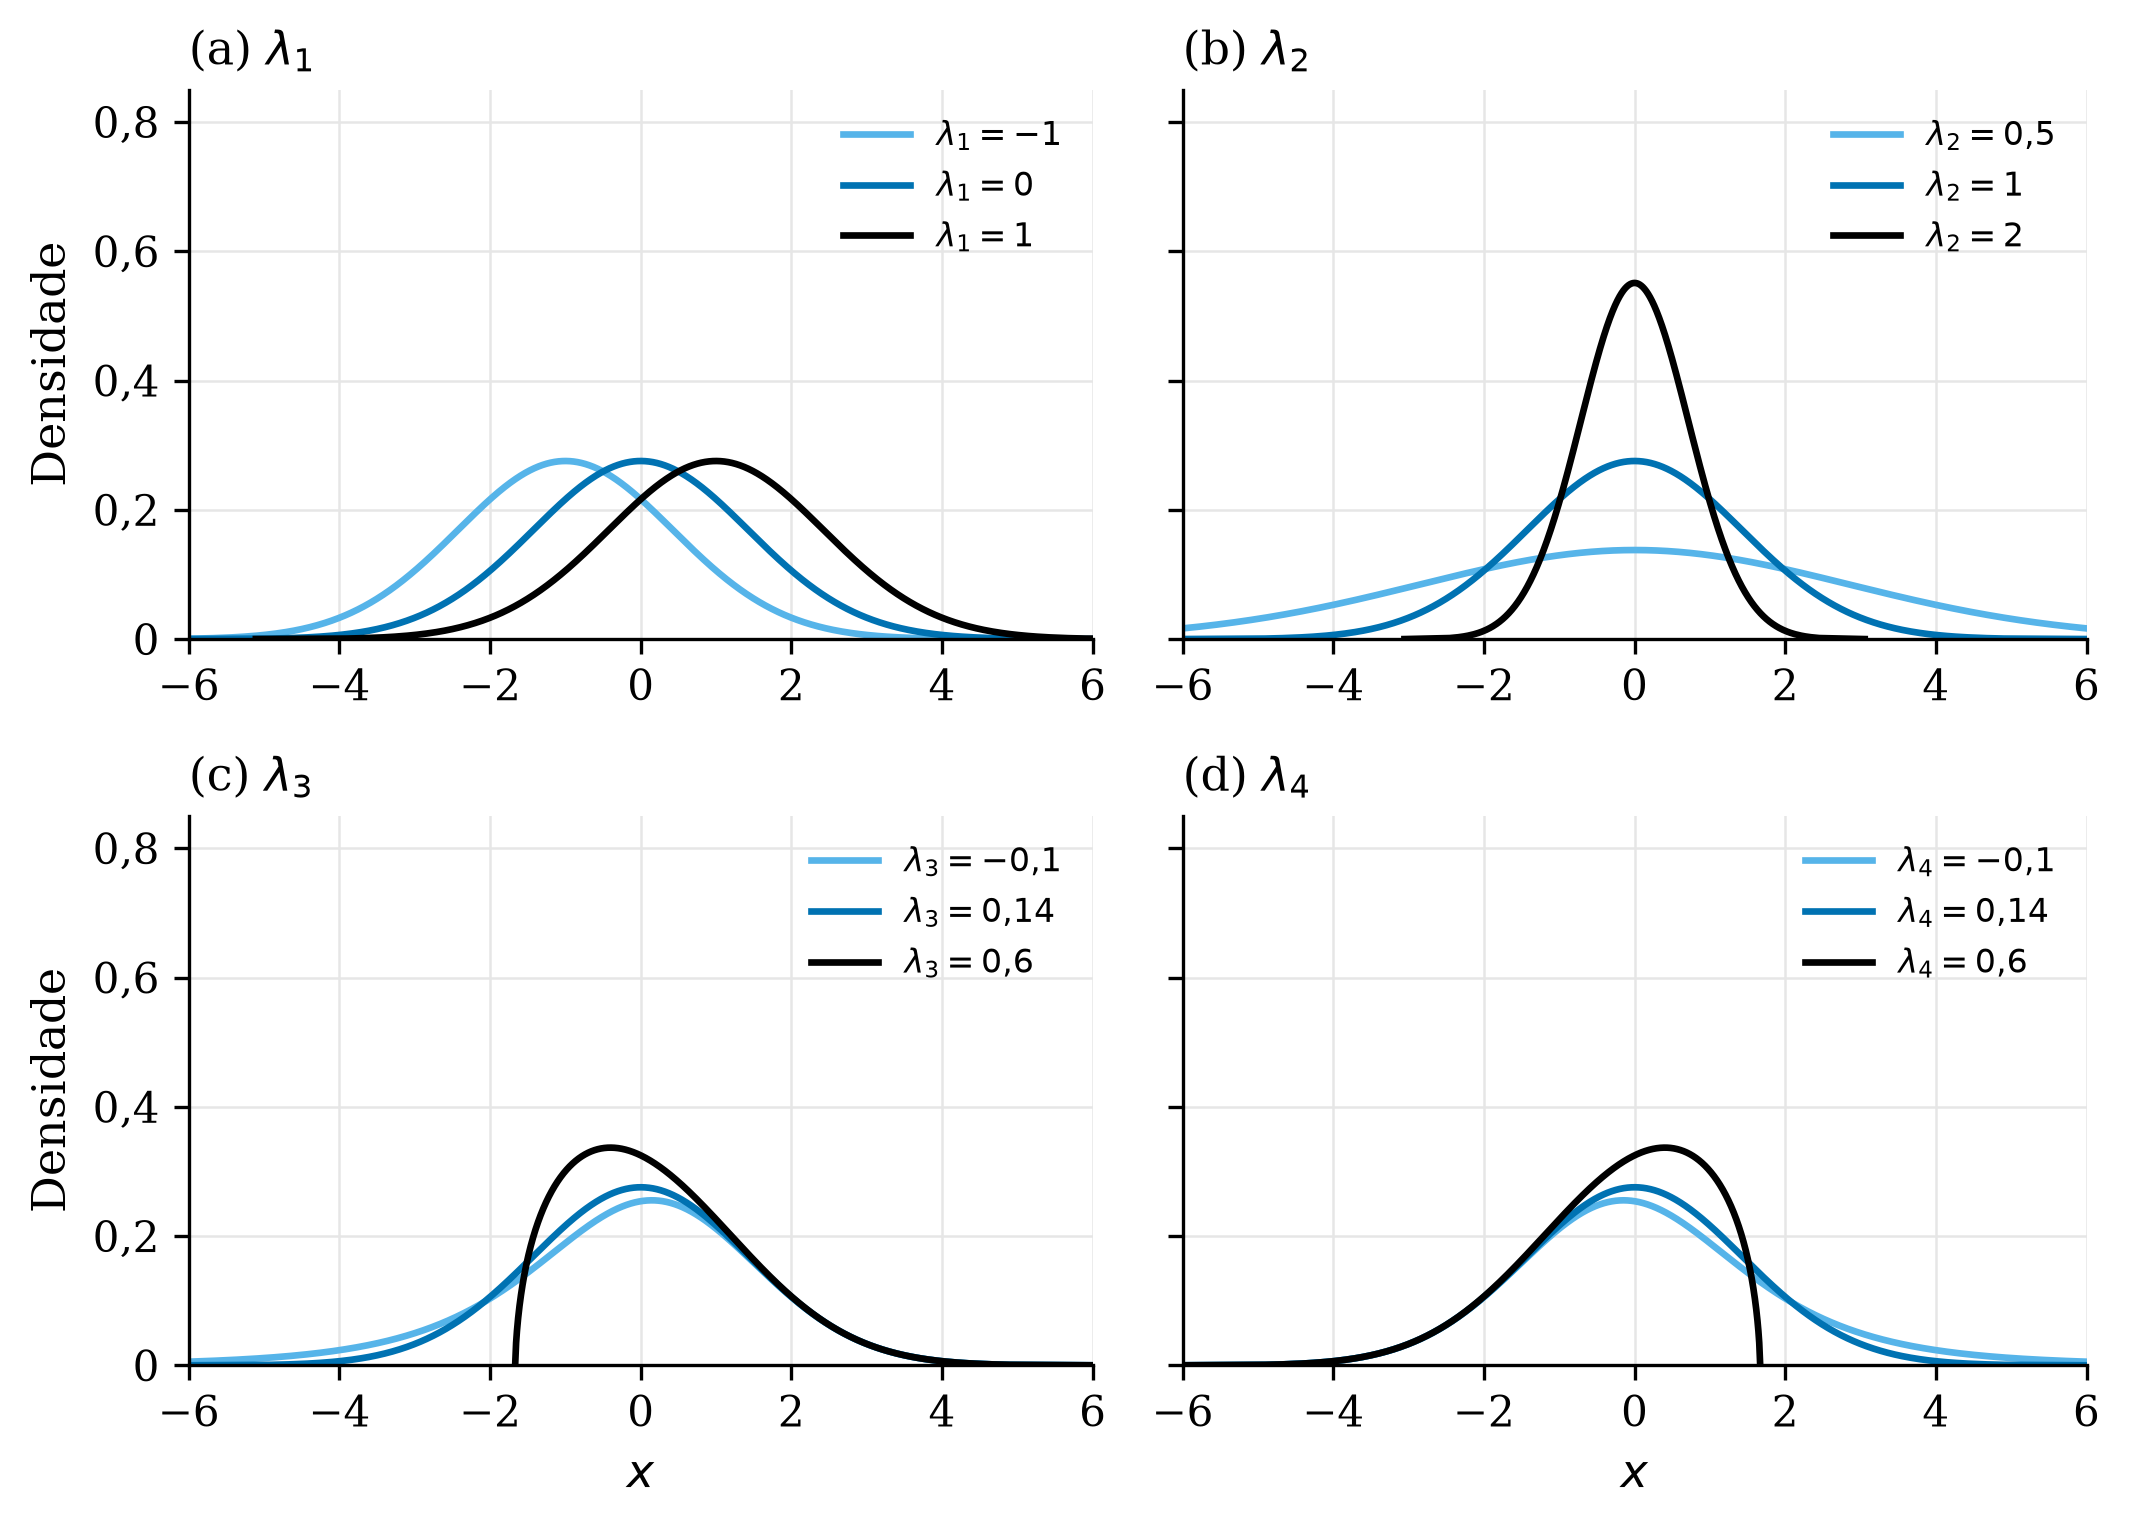 (a) λ₁
Densidade
0,8
0,6
0,4
0,2
0
λ₁ = −1
λ₁ = 0
λ₁ = 1
−6 −4 −2 0 2 4 6
(b) λ₂
λ₂ = 0,5
λ₂ = 1
λ₂ = 2
−6 −4 −2 0 2 4 6
(c) λ₃
Densidade
0,8
0,6
0,4
0,2
0
λ₃ = −0,1
λ₃ = 0,14
λ₃ = 0,6
−6 −4 −2 0 2 4 6
x
(d) λ₄
λ₄ = −0,1
λ₄ = 0,14
λ₄ = 0,6
−6 −4 −2 0 2 4 6
x